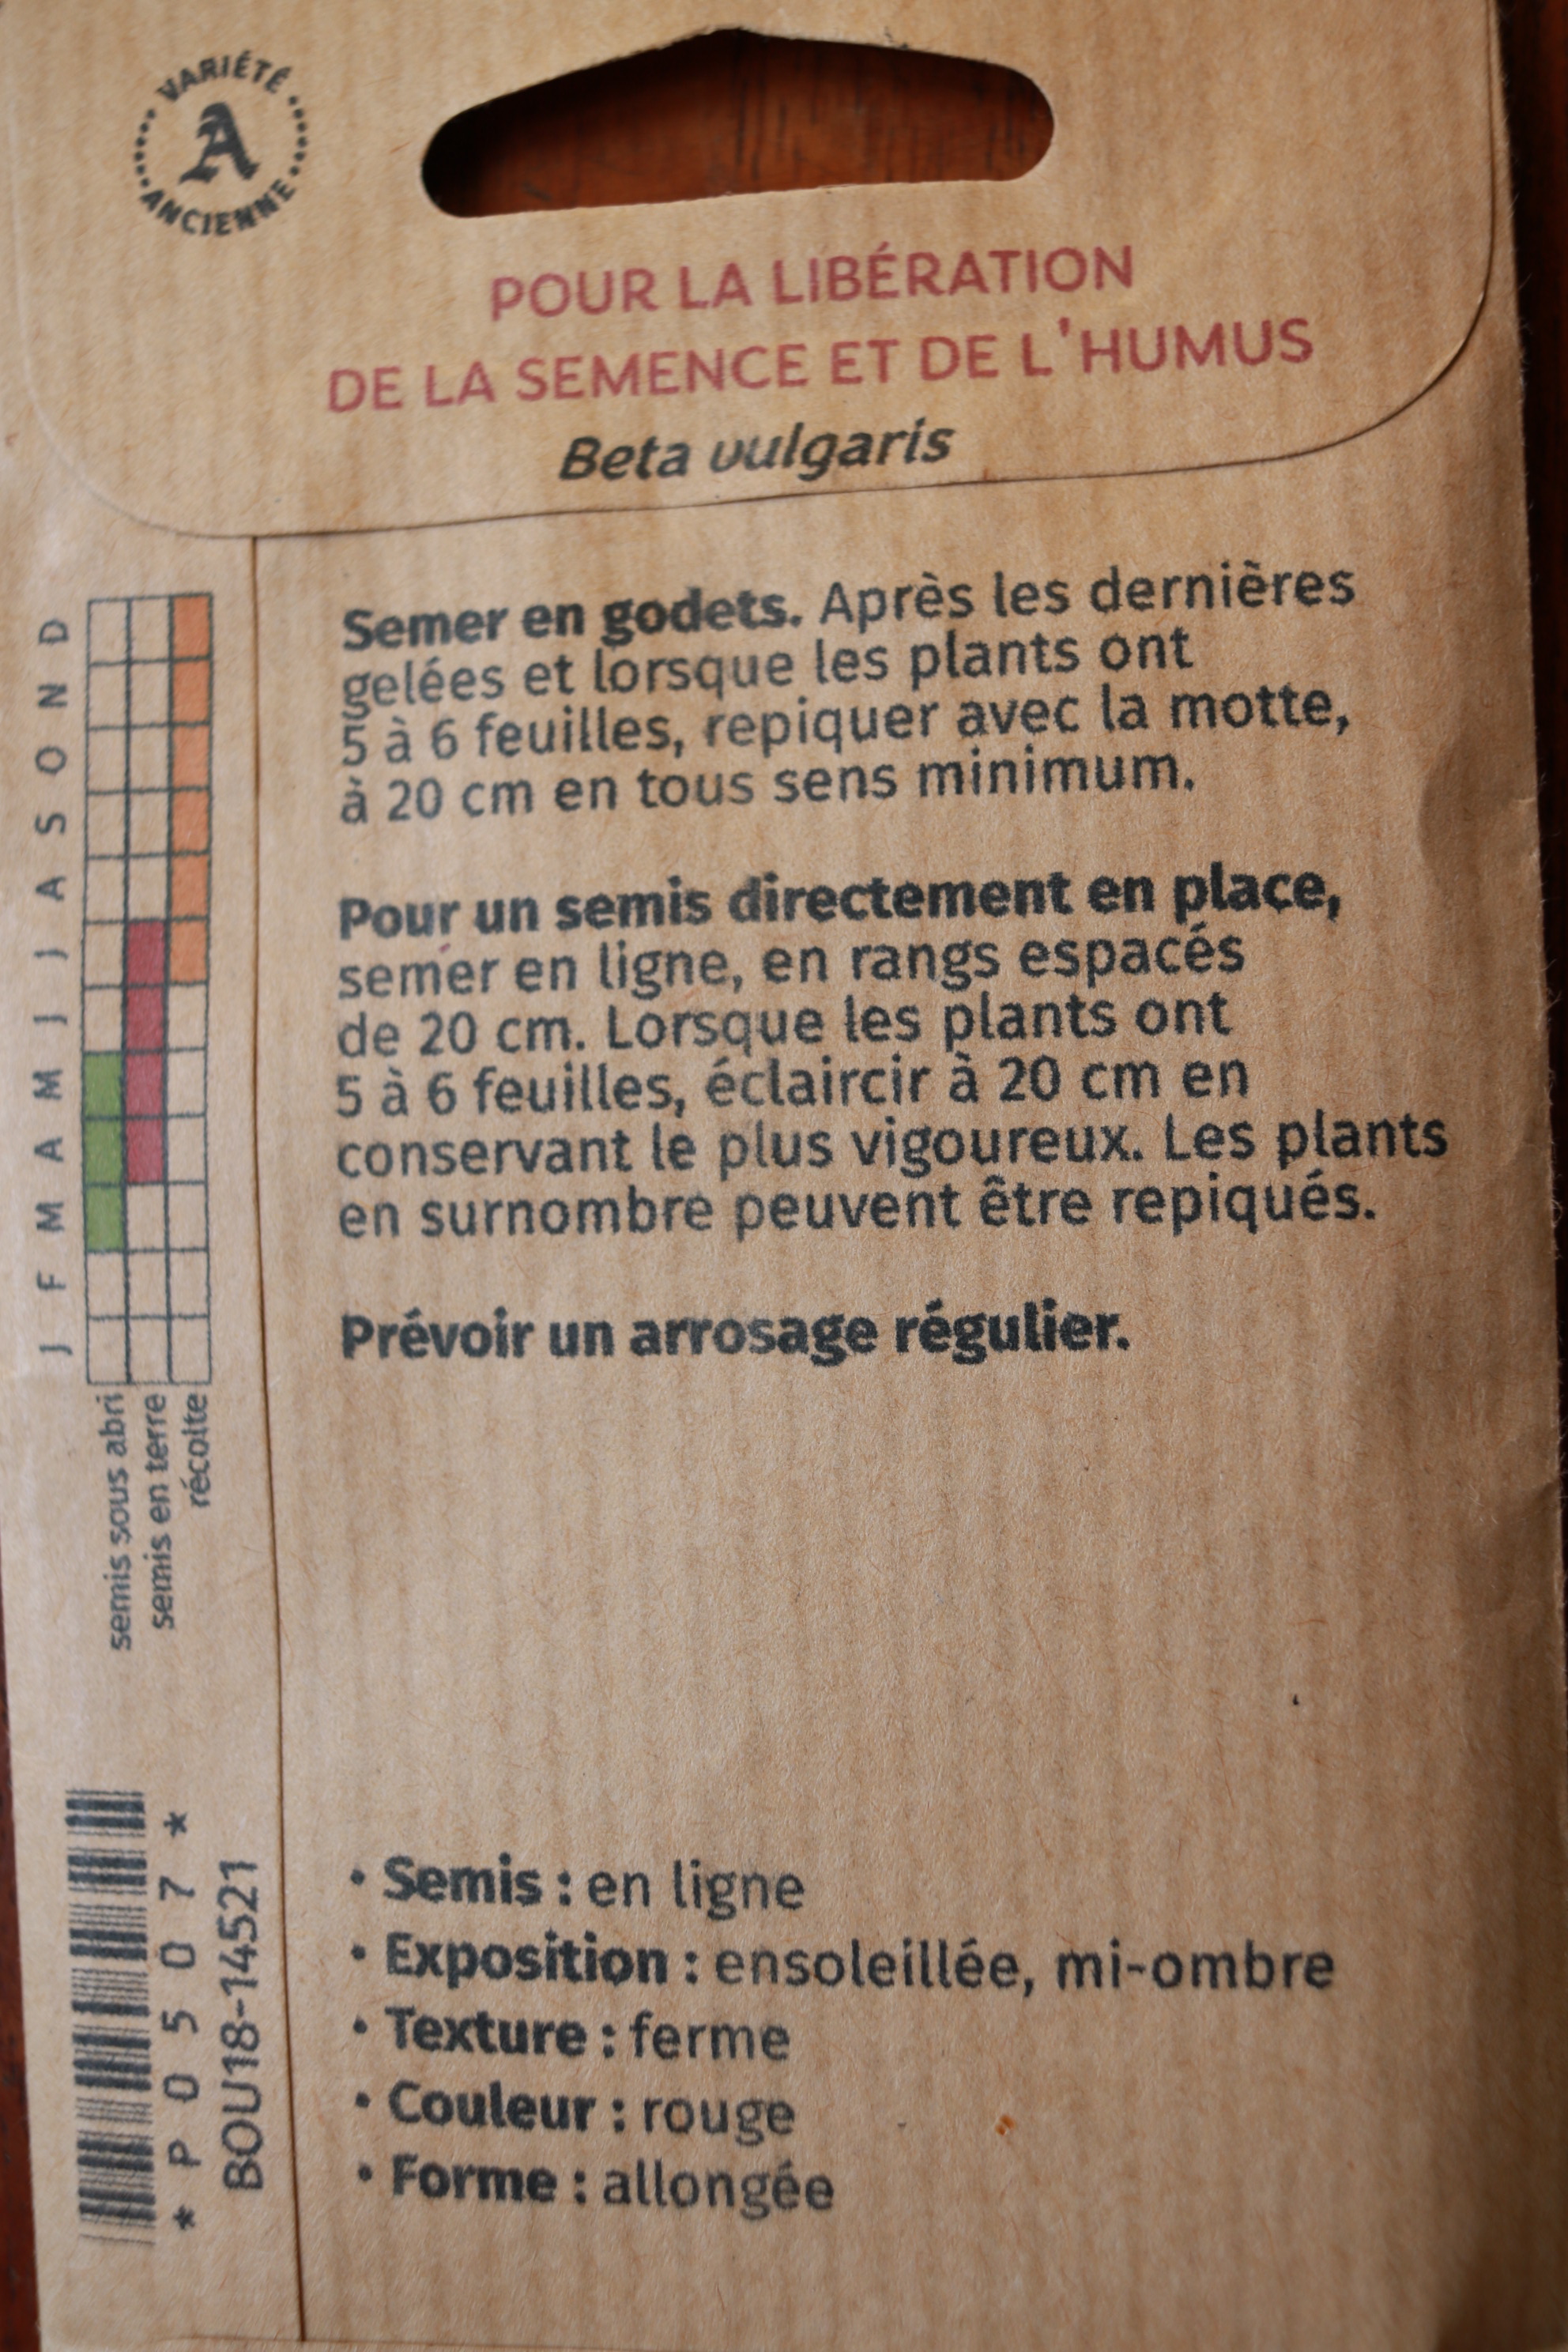 VARIÉTÉ
A
ANCIENNE
POUR LA LIBÉRATION
DE LA SEMENCE ET DE L'HUMUS
Beta vulgaris
J F M A M J J A S O N D
semis sous abri
semis en terre
récolte
Semer en godets. Après les dernières
gelées et lorsque les plants ont
5 à 6 feuilles, repiquer avec la motte,
à 20 cm en tous sens minimum.
Pour un semis directement en place,
semer en ligne, en rangs espacés
de 20 cm. Lorsque les plants ont
5 à 6 feuilles, éclaircir à 20 cm en
conservant le plus vigoureux. Les plants
en surnombre peuvent être repiqués.
Prévoir un arrosage régulier.
* P 0 5 0 7 *
BOU18-14521
• Semis : en ligne
• Exposition : ensoleillée, mi-ombre
• Texture : ferme
• Couleur : rouge
• Forme : allongée